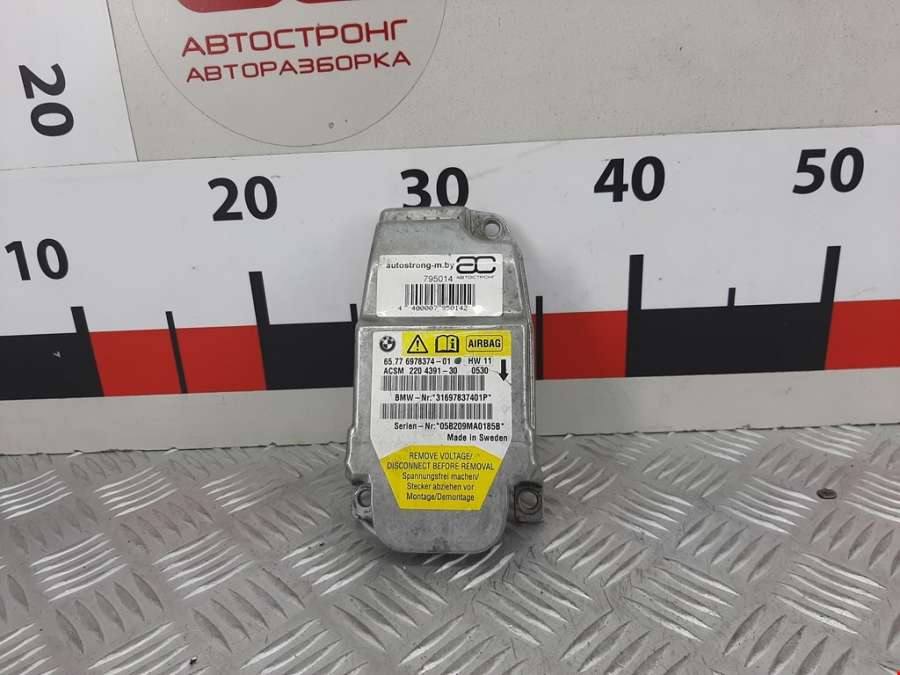 АВТОСТРОНГ
АВТОРАЗБОРКА
20
10 20 30 40 50
autostrong-m.by АС
795014 АВТОСТРОНГ
4 400007 950142
AIRBAG
65.77 6978374-01 HW 11
ACSM 220 4391-30 0530
BMW-Nr:*31697837401P*
Serien-Nr:*05B209MA0185B*
Made in Sweden
REMOVE VOLTAGE/
DISCONNECT BEFORE REMOVAL
Spannungsfrei machen/
Stecker abziehen vor
Montage/Demontage